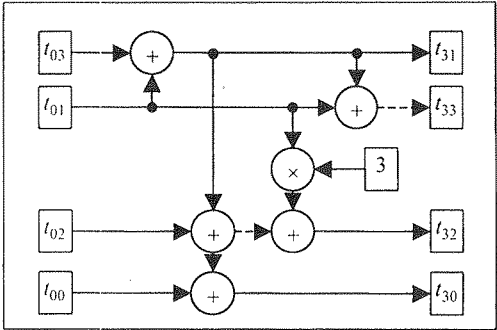 t03 + t31
t01 + t33
× 3
t02 + + t32
t00 + t30